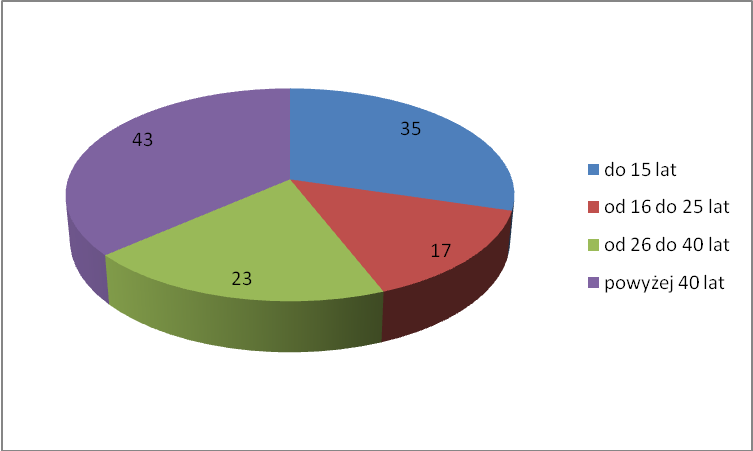 43
35
17
23
do 15 lat
od 16 do 25 lat
od 26 do 40 lat
powyżej 40 lat